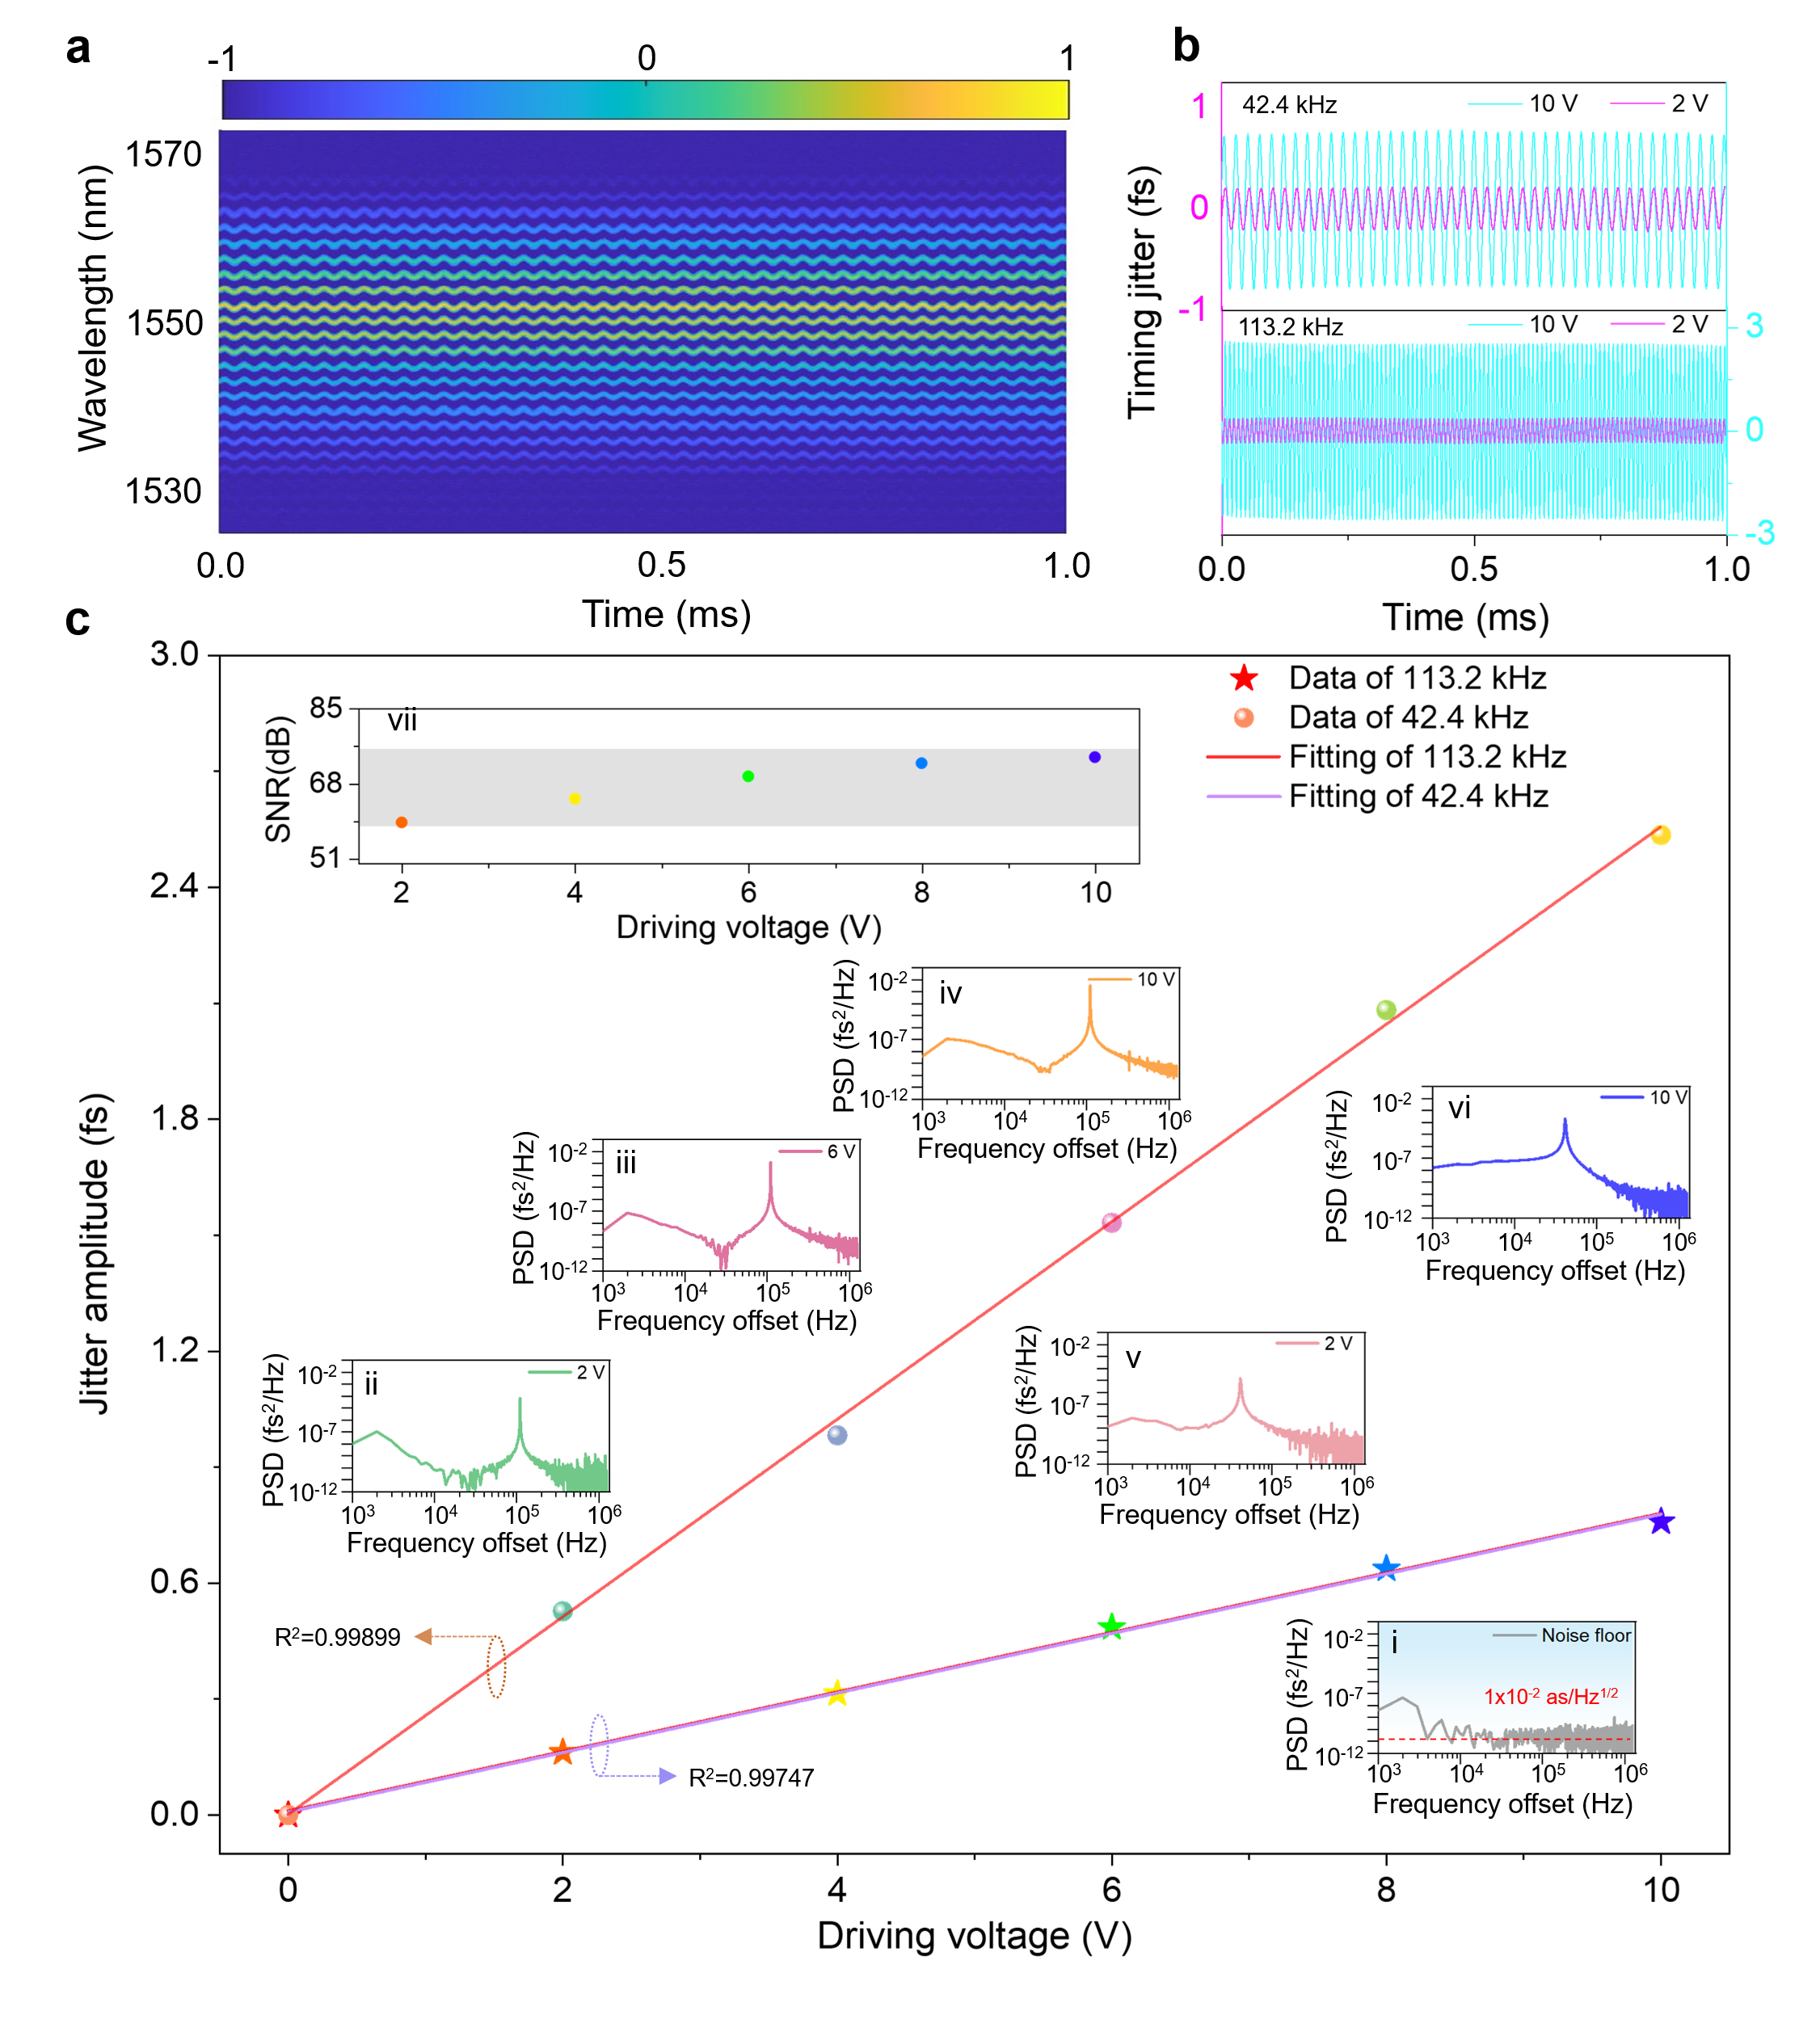 a
-1 0 1
1570
1550
1530
Wavelength (nm)
0.0 0.5 1.0
Time (ms)
b
42.4 kHz 10 V 2 V
1
0
-1
Timing jitter (fs)
113.2 kHz 10 V 2 V
3
0
-3
0.0 0.5 1.0
Time (ms)
c
3.0
2.4
1.8
1.2
0.6
0.0
Jitter amplitude (fs)
0 2 4 6 8 10
Driving voltage (V)
Data of 113.2 kHz
Data of 42.4 kHz
Fitting of 113.2 kHz
Fitting of 42.4 kHz
vii
85
68
51
SNR(dB)
2 4 6 8 10
Driving voltage (V)
iv
10 V
10⁻²
10⁻⁷
10⁻¹²
PSD (fs²/Hz)
10³ 10⁴ 10⁵ 10⁶
Frequency offset (Hz)
vi
10 V
10⁻²
10⁻⁷
10⁻¹²
PSD (fs²/Hz)
10³ 10⁴ 10⁵ 10⁶
Frequency offset (Hz)
iii
6 V
10⁻²
10⁻⁷
10⁻¹²
PSD (fs²/Hz)
10³ 10⁴ 10⁵ 10⁶
Frequency offset (Hz)
v
2 V
10⁻²
10⁻⁷
10⁻¹²
PSD (fs²/Hz)
10³ 10⁴ 10⁵ 10⁶
Frequency offset (Hz)
ii
2 V
10⁻²
10⁻⁷
10⁻¹²
PSD (fs²/Hz)
10³ 10⁴ 10⁵ 10⁶
Frequency offset (Hz)
R²=0.99899
R²=0.99747
i
Noise floor
1x10⁻² as/Hz¹ᐟ²
10⁻²
10⁻⁷
10⁻¹²
PSD (fs²/Hz)
10³ 10⁴ 10⁵ 10⁶
Frequency offset (Hz)